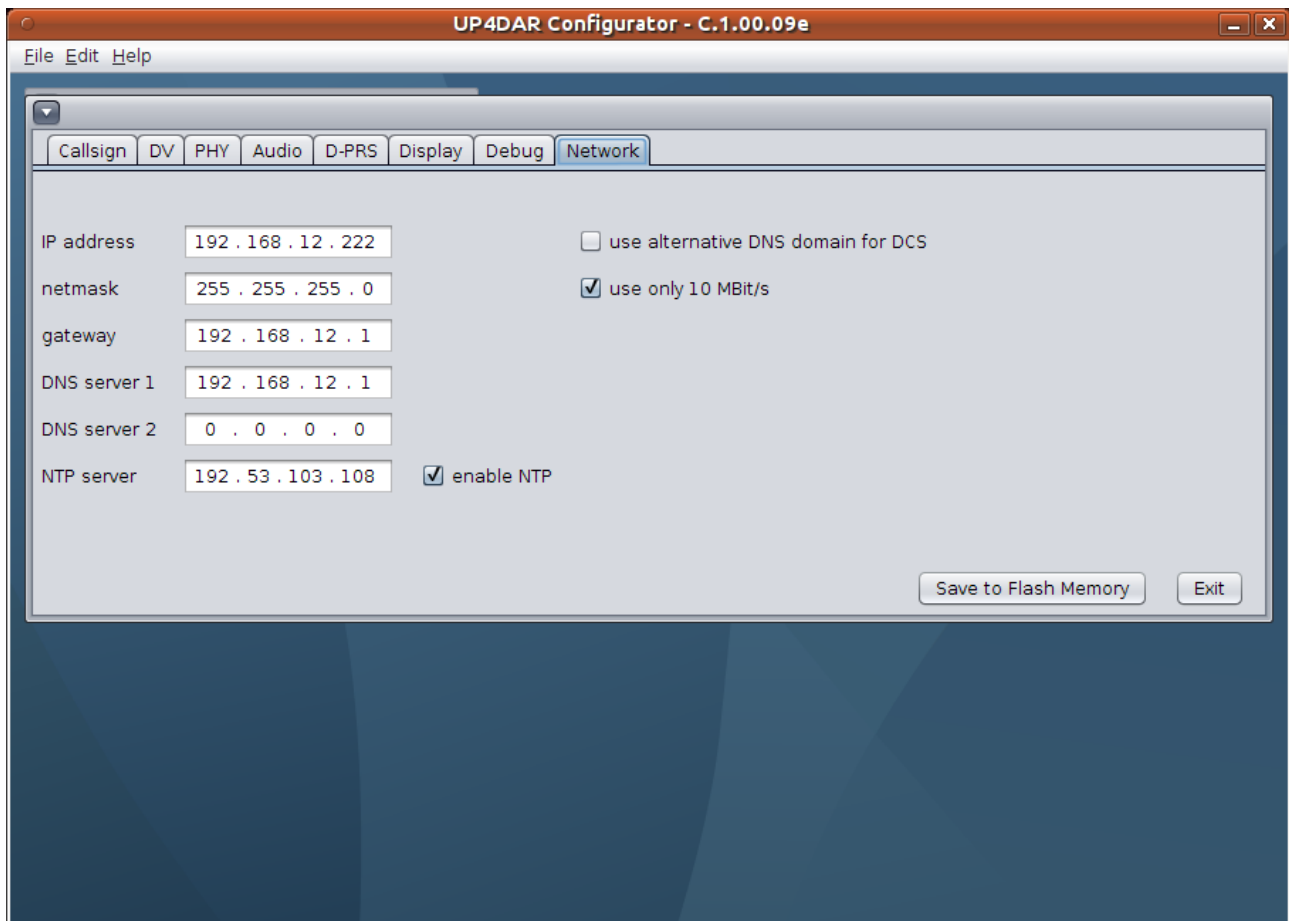 UP4DAR Configurator - C.1.00.09e
File Edit Help
Callsign DV PHY Audio D-PRS Display Debug Network
IP address 192 . 168 . 12 . 222 use alternative DNS domain for DCS
netmask 255 . 255 . 255 . 0 use only 10 MBit/s
gateway 192 . 168 . 12 . 1
DNS server 1 192 . 168 . 12 . 1
DNS server 2 0 . 0 . 0 . 0
NTP server 192 . 53 . 103 . 108 enable NTP
Save to Flash Memory Exit